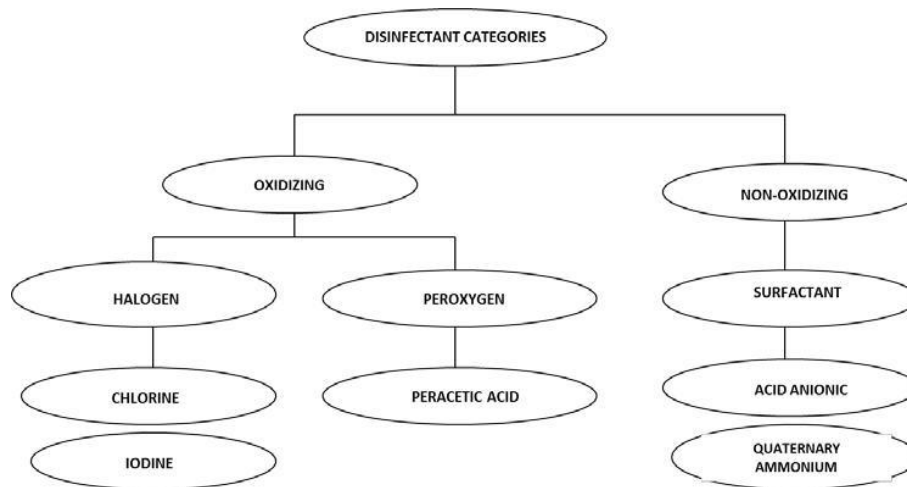 DISINFECTANT CATEGORIES
OXIDIZING
NON-OXIDIZING
HALOGEN
PEROXYGEN
SURFACTANT
CHLORINE
PERACETIC ACID
ACID ANIONIC
IODINE
QUATERNARY
AMMONIUM